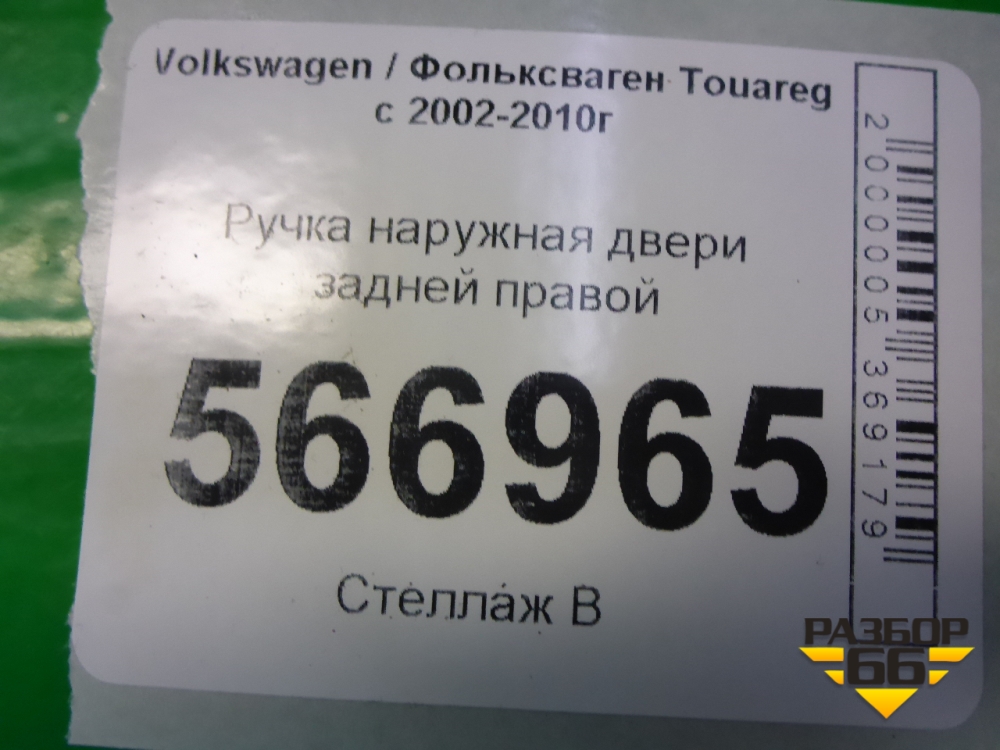 Volkswagen / Фольксваген Touareg
с 2002-2010г
Ручка наружная двери
задней правой
566965
Стеллаж В
2000005369179
РАЗБОР
66